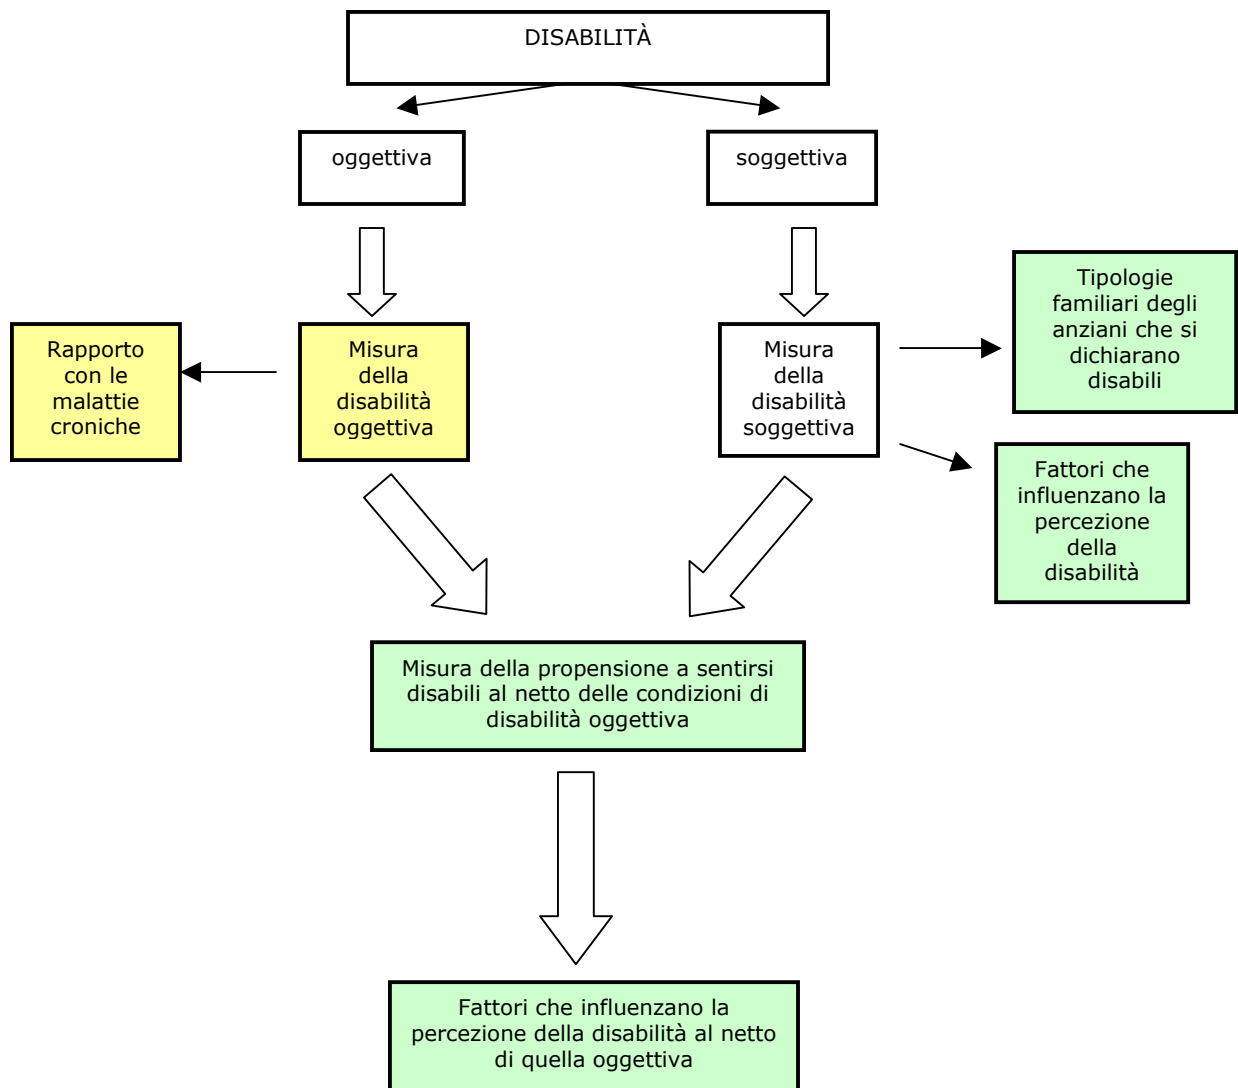 DISABILITÀ
oggettiva
soggettiva
Tipologie
familiari degli
anziani che si
dichiarano
disabili
Rapporto
con le
malattie
croniche
Misura
della
disabilità
oggettiva
Misura
della
disabilità
soggettiva
Fattori che
influenzano la
percezione
della
disabilità
Misura della propensione a sentirsi
disabili al netto delle condizioni di
disabilità oggettiva
Fattori che influenzano la
percezione della disabilità al netto
di quella oggettiva